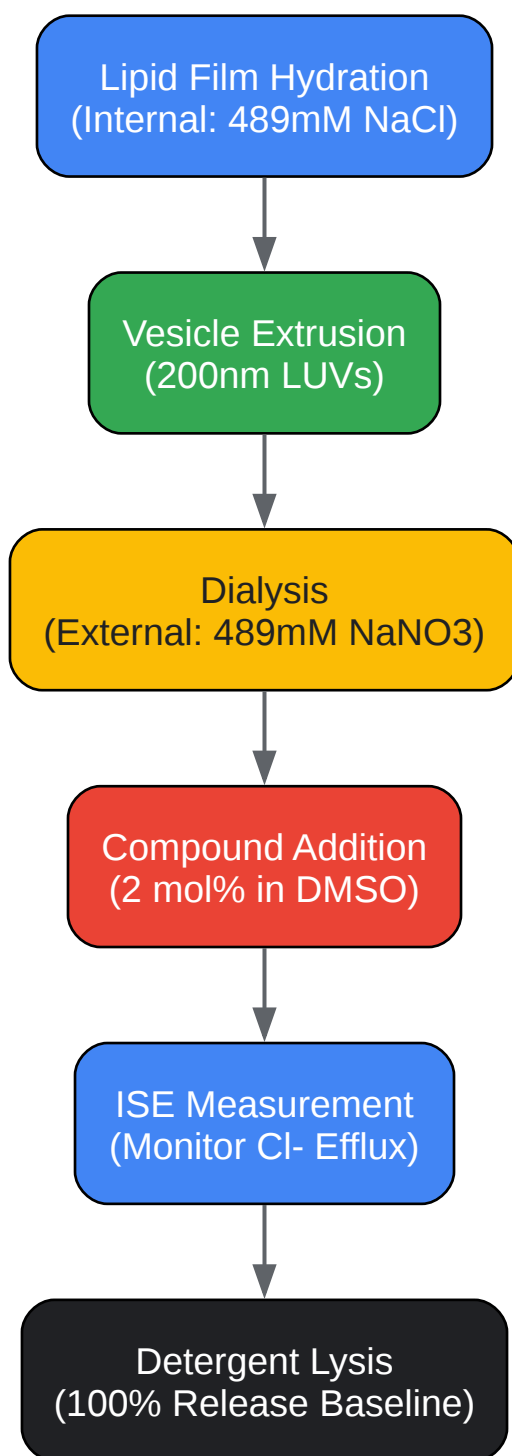 Lipid Film Hydration
(Internal: 489mM NaCl)
Vesicle Extrusion
(200nm LUVs)
Dialysis
(External: 489mM NaNO3)
Compound Addition
(2 mol% in DMSO)
ISE Measurement
(Monitor Cl- Efflux)
Detergent Lysis
(100% Release Baseline)